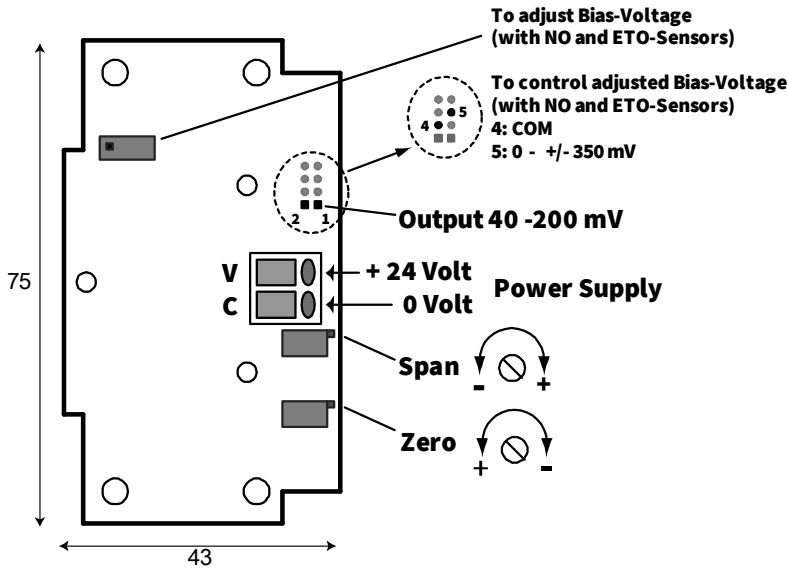 To adjust Bias-Voltage
(with NO and ETO-Sensors)
To control adjusted Bias-Voltage
(with NO and ETO-Sensors)
4: COM
5: 0 - +/- 350 mV
5
4
2 1
Output 40 -200 mV
75
V
+ 24 Volt
C
0 Volt
Power Supply
Span
- +
Zero
+ -
43